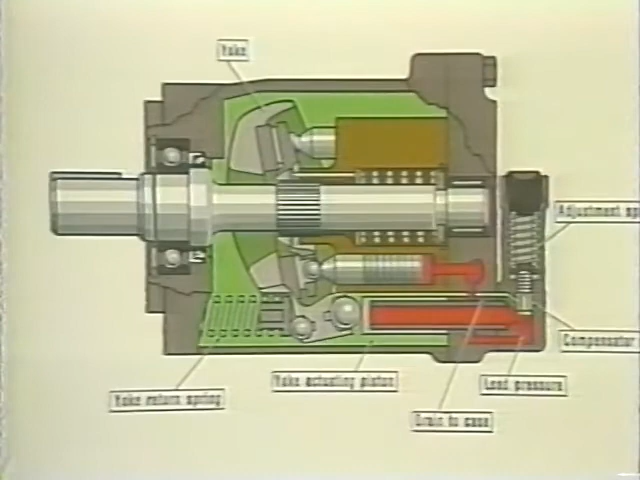 Yoke
Adjustment sp
Compensator
Load pressure
Yoke actuating piston
Yoke return spring
Drain to case